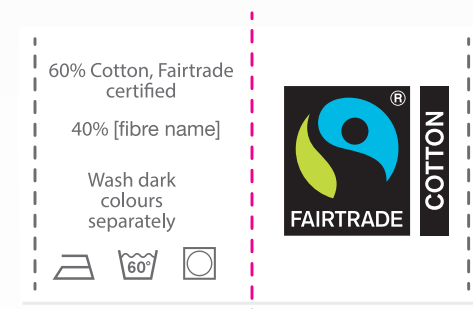 60% Cotton, Fairtrade
certified
40% [fibre name]
Wash dark
colours
separately
60°
®
FAIRTRADE
COTTON